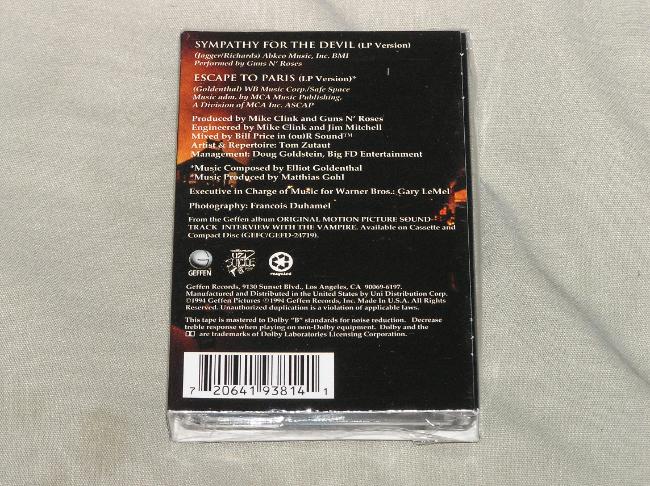 SYMPATHY FOR THE DEVIL (LP Version)
(Jagger/Richards) Abkco Music, Inc. BMI
Performed by Guns N' Roses
ESCAPE TO PARIS (LP Version)*
(Goldenthal) WB Music Corp./Safe Space
Music adm. by MCA Music Publishing,
A Division of MCA Inc. ASCAP
Produced by Mike Clink and Guns N' Roses
Engineered by Mike Clink and Jim Mitchell
Mixed by Bill Price in (ou)R Sound™
Artist & Repertoire: Tom Zutaut
Management: Doug Goldstein, Big FD Entertainment
*Music Composed by Elliot Goldenthal
*Music Produced by Matthias Gohl
Executive in Charge of Music for Warner Bros.: Gary LeMel
Photography: Francois Duhamel
From the Geffen album ORIGINAL MOTION PICTURE SOUND-
TRACK INTERVIEW WITH THE VAMPIRE. Available on Cassette and
Compact Disc (GEFC/GEFD-24719).
GEFFEN
UZI SUICIDE
recycled
Geffen Records, 9130 Sunset Blvd., Los Angeles, CA 90069-6197.
Manufactured and Distributed in the United States by Uni Distribution Corp.
©1994 Geffen Pictures ℗1994 Geffen Records, Inc. Made In U.S.A. All Rights
Reserved. Unauthorized duplication is a violation of applicable laws.
This tape is mastered to Dolby "B" standards for noise reduction. Decrease
treble response when playing on non-Dolby equipment. Dolby and the
are trademarks of Dolby Laboratories Licensing Corporation.
7 20641 93814 1